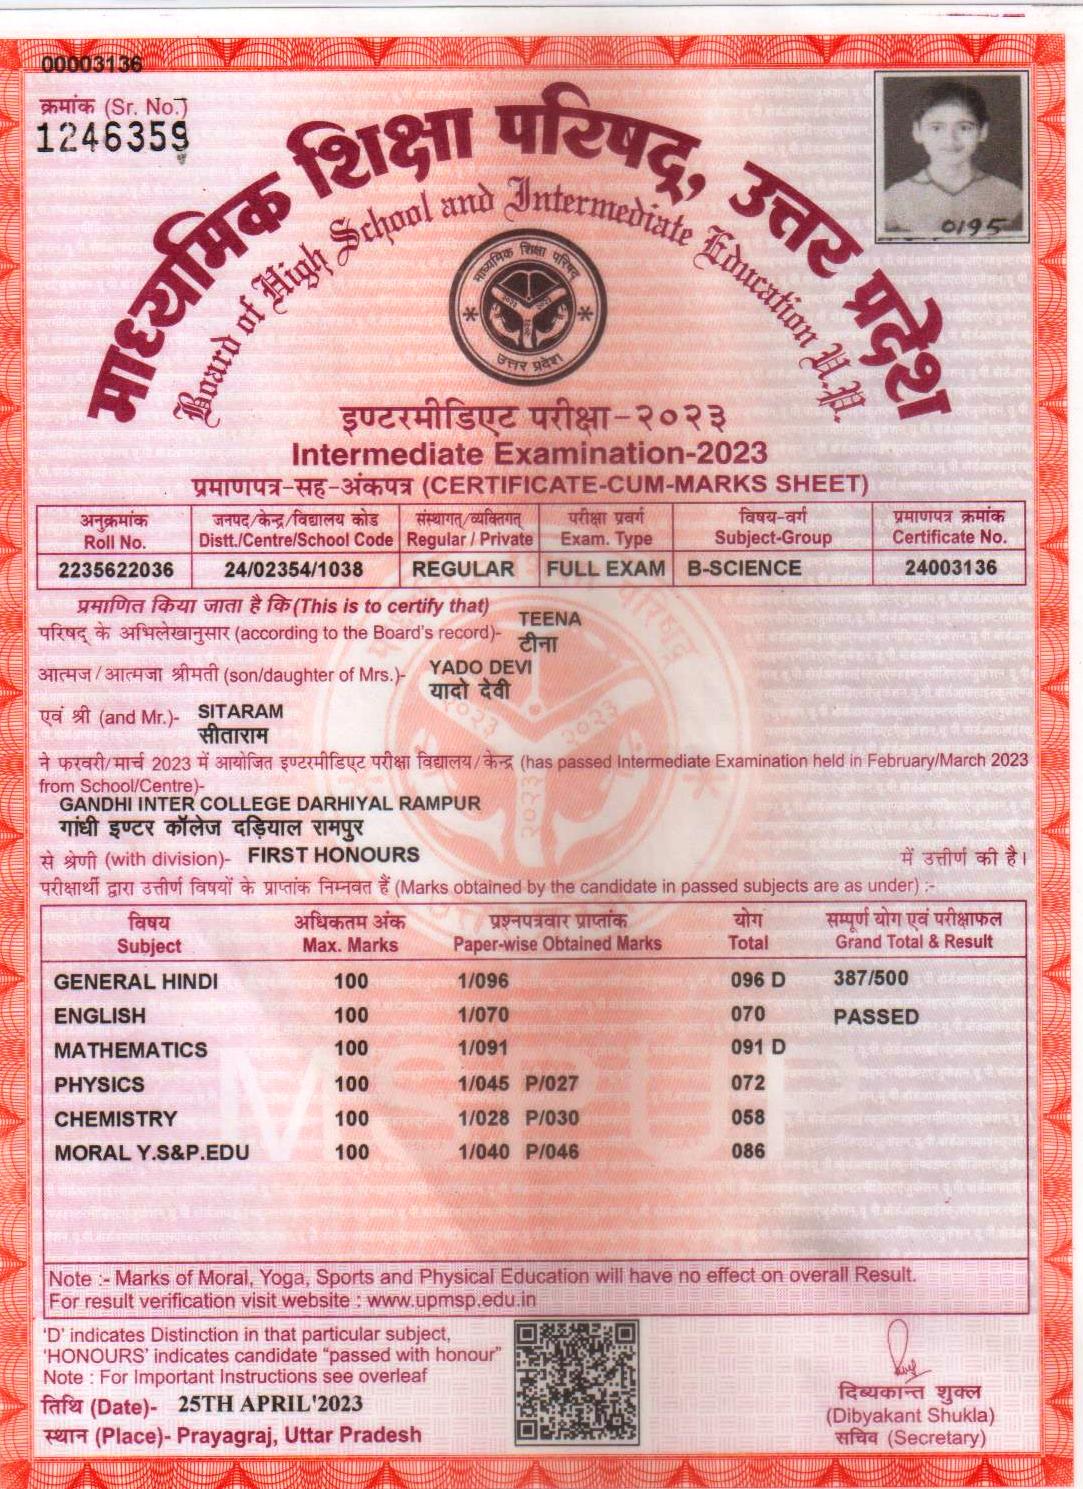 00003136
क्रमांक (Sr. No.)
1246359
माध्यमिक शिक्षा परिषद्, उत्तर प्रदेश
Board of High School and Intermediate Education U.P.
0195
माध्यमिक शिक्षा परिषद
उत्तर प्रदेश
इण्टरमीडिएट परीक्षा-२०२३
Intermediate Examination-2023
प्रमाणपत्र-सह-अंकपत्र (CERTIFICATE-CUM-MARKS SHEET)
अनुक्रमांक जनपद/केन्द्र/विद्यालय कोड संस्थागत/व्यक्तिगत परीक्षा प्रवर्ग विषय-वर्ग प्रमाणपत्र क्रमांक
Roll No. Distt./Centre/School Code Regular / Private Exam. Type Subject-Group Certificate No.
2235622036 24/02354/1038 REGULAR FULL EXAM B-SCIENCE 24003136
प्रमाणित किया जाता है कि (This is to certify that) TEENA
परिषद् के अभिलेखानुसार (according to the Board's record)- टीना
आत्मज/आत्मजा श्रीमती (son/daughter of Mrs.)- YADO DEVI
यादो देवी
एवं श्री (and Mr.)- SITARAM
सीताराम
ने फरवरी/मार्च 2023 में आयोजित इण्टरमीडिएट परीक्षा विद्यालय/केन्द्र (has passed Intermediate Examination held in February/March 2023
from School/Centre)-
GANDHI INTER COLLEGE DARHIYAL RAMPUR
गांधी इण्टर कॉलेज दड़ियाल रामपुर
से श्रेणी (with division)- FIRST HONOURS में उत्तीर्ण की है।
परीक्षार्थी द्वारा उत्तीर्ण विषयों के प्राप्तांक निम्नवत हैं (Marks obtained by the candidate in passed subjects are as under) :-
विषय अधिकतम अंक प्रश्नपत्रवार प्राप्तांक योग सम्पूर्ण योग एवं परीक्षाफल
Subject Max. Marks Paper-wise Obtained Marks Total Grand Total & Result
GENERAL HINDI 100 1/096 096 D 387/500
ENGLISH 100 1/070 070 PASSED
MATHEMATICS 100 1/091 091 D
PHYSICS 100 1/045 P/027 072
CHEMISTRY 100 1/028 P/030 058
MORAL Y.S&P.EDU 100 1/040 P/046 086
Note :- Marks of Moral, Yoga, Sports and Physical Education will have no effect on overall Result.
For result verification visit website : www.upmsp.edu.in
'D' indicates Distinction in that particular subject,
'HONOURS' indicates candidate "passed with honour"
Note : For Important Instructions see overleaf
तिथि (Date)- 25TH APRIL'2023
स्थान (Place)- Prayagraj, Uttar Pradesh
दिब्यकान्त शुक्ल
(Dibyakant Shukla)
सचिव (Secretary)